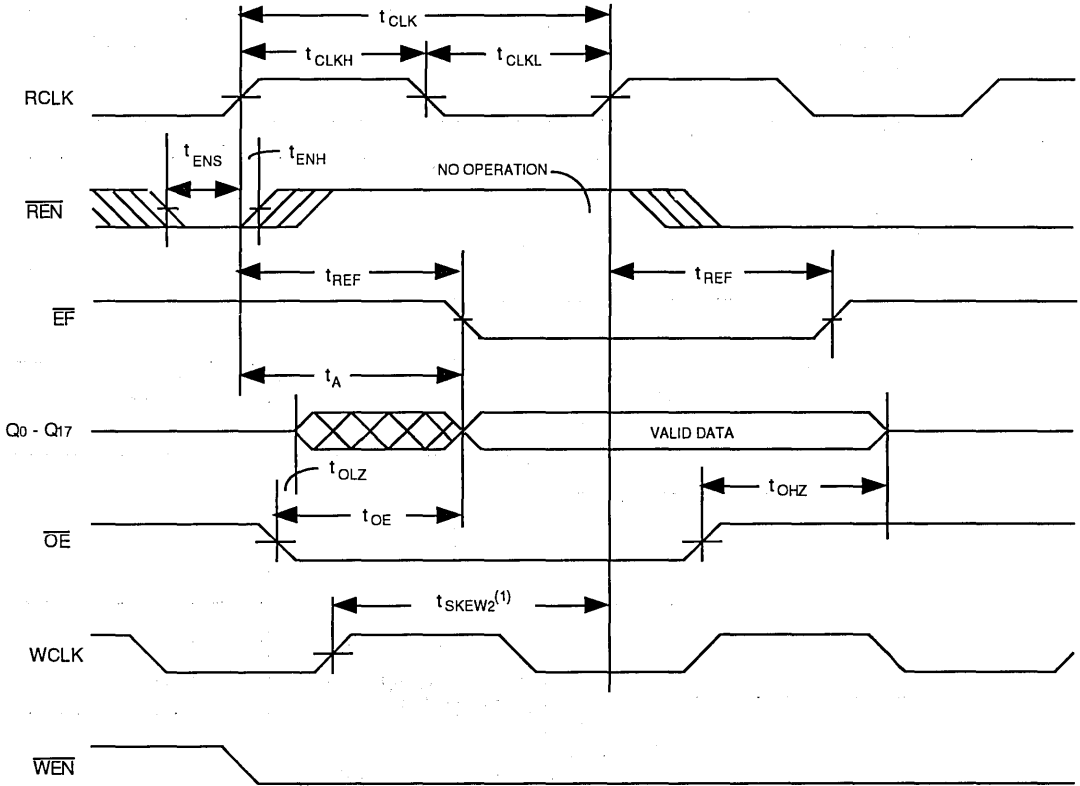 tCLK
tCLKH tCLKL
RCLK
tENS tENH
NO OPERATION
REN
tREF tREF
EF
tA
Q0 - Q17
VALID DATA
tOLZ
tOHZ
tOE
OE
tSKEW2(1)
WCLK
WEN